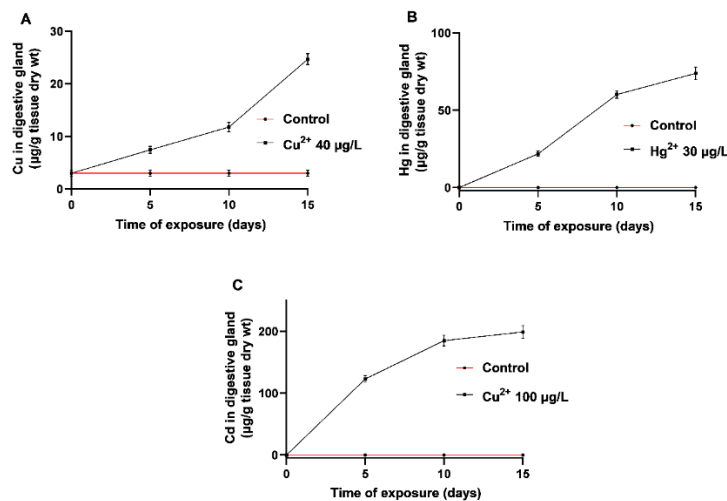 A
Cu in digestive gland
(µg/g tissue dry wt)
30
20
10
0
0 5 10 15
Time of exposure (days)
Control
Cu²⁺ 40 µg/L
B
Hg in digestive gland
(µg/g tissue dry wt)
100
50
0
0 5 10 15
Time of exposure (days)
Control
Hg²⁺ 30 µg/L
C
Cd in digestive gland
(µg/g tissue dry wt)
200
100
0
0 5 10 15
Time of exposure (days)
Control
Cu²⁺ 100 µg/L